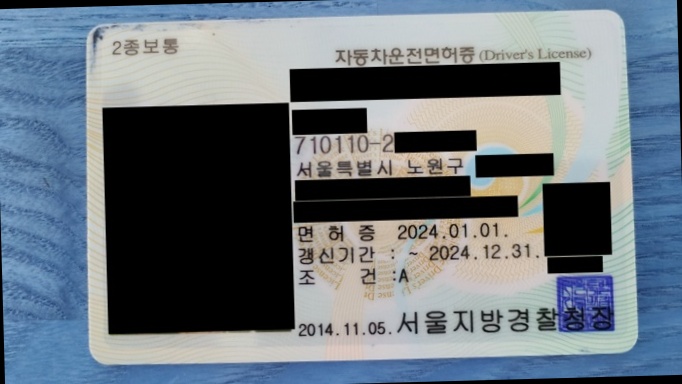 2종보통
자동차운전면허증 (Driver's License)
710110-2
서울특별시 노원구
면 허 증 2024.01.01.
갱신기간 : ~ 2024.12.31.
조 건 :A
2014.11.05. 서울지방경찰청장